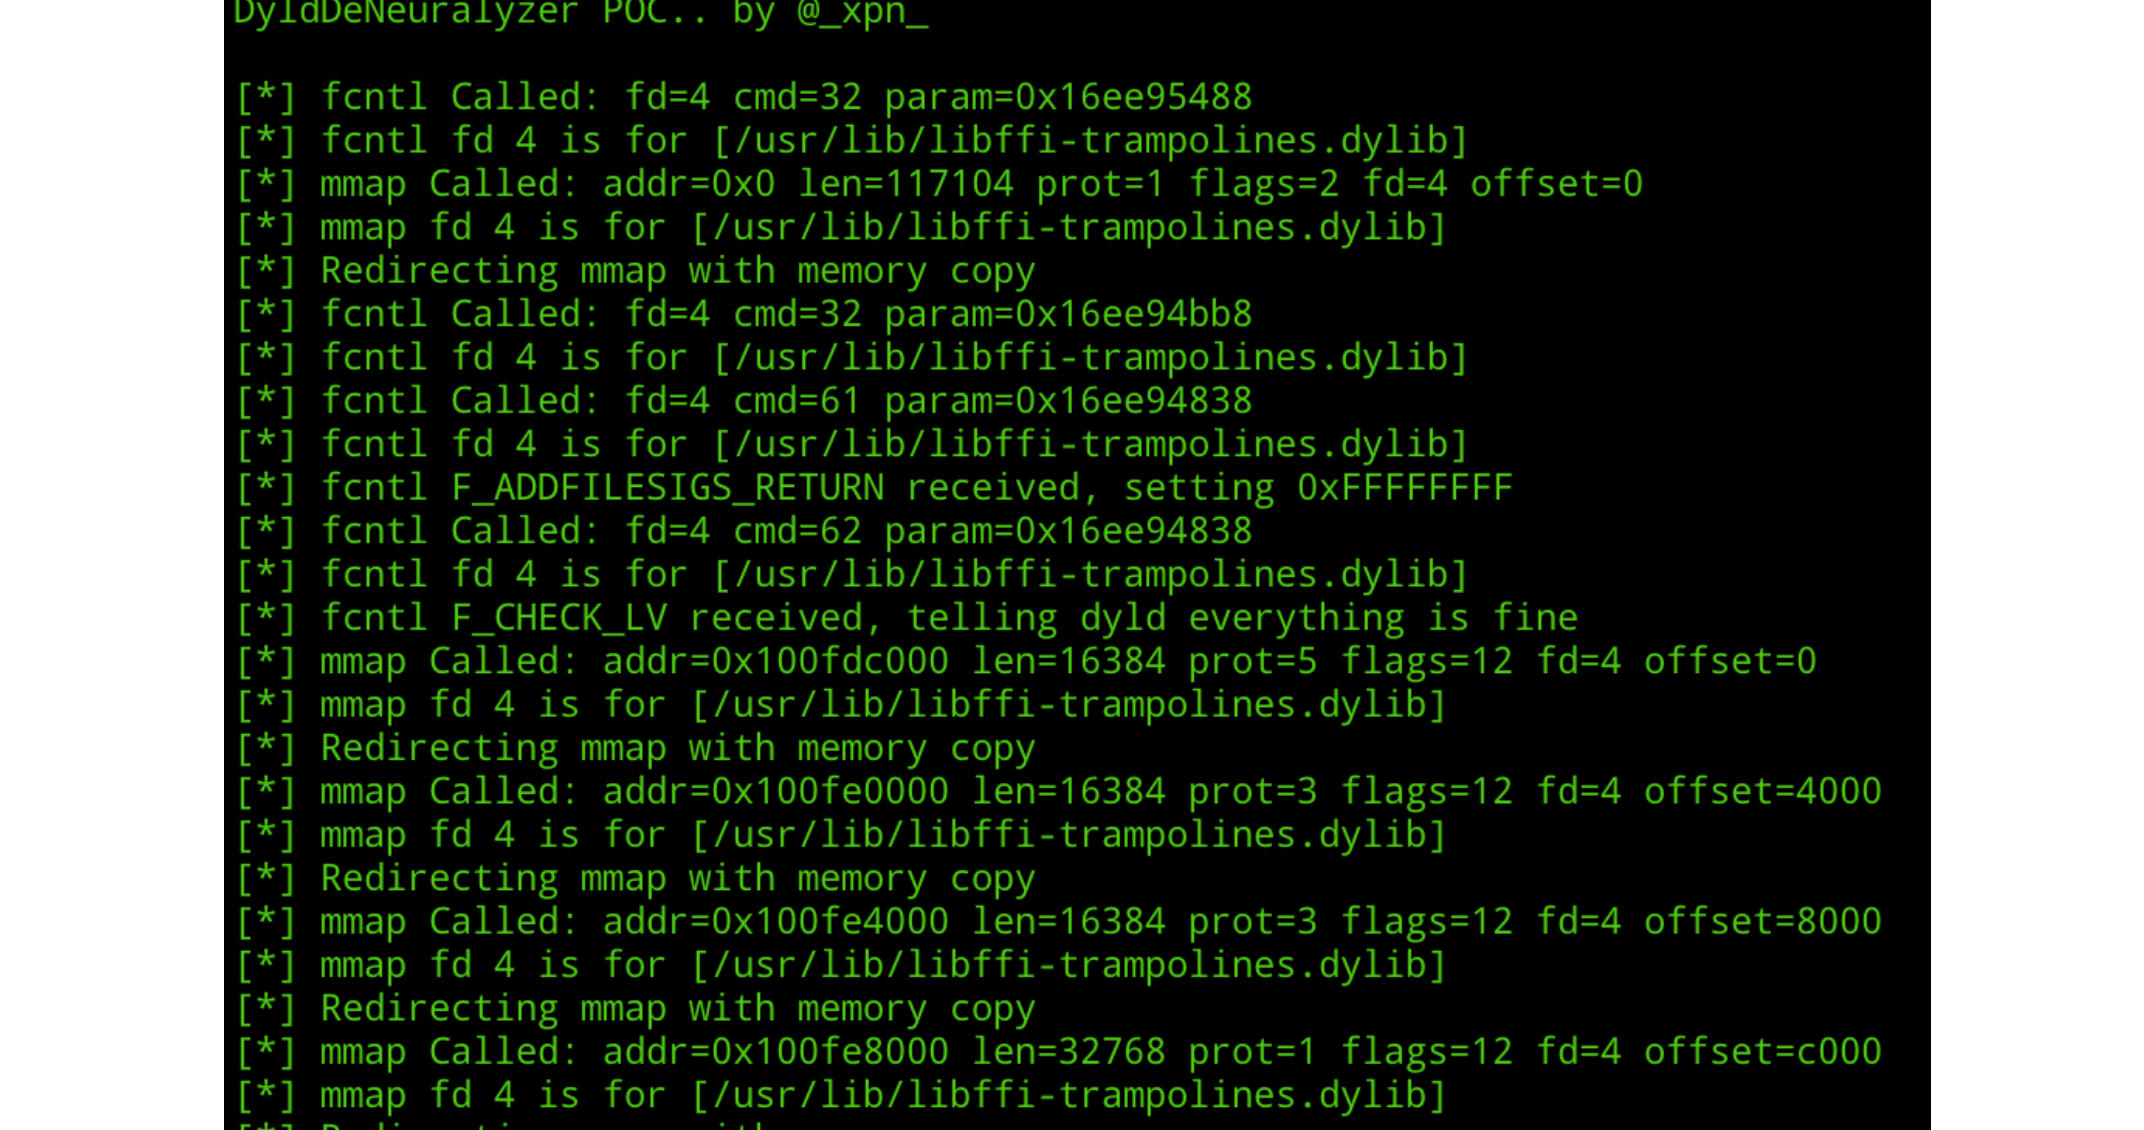 DyldDeNeuralyzer POC.. by @_xpn_
[*] fcntl Called: fd=4 cmd=32 param=0x16ee95488
[*] fcntl fd 4 is for [/usr/lib/libffi-trampolines.dylib]
[*] mmap Called: addr=0x0 len=117104 prot=1 flags=2 fd=4 offset=0
[*] mmap fd 4 is for [/usr/lib/libffi-trampolines.dylib]
[*] Redirecting mmap with memory copy
[*] fcntl Called: fd=4 cmd=32 param=0x16ee94bb8
[*] fcntl fd 4 is for [/usr/lib/libffi-trampolines.dylib]
[*] fcntl Called: fd=4 cmd=61 param=0x16ee94838
[*] fcntl fd 4 is for [/usr/lib/libffi-trampolines.dylib]
[*] fcntl F_ADDFILESIGS_RETURN received, setting 0xFFFFFFFF
[*] fcntl Called: fd=4 cmd=62 param=0x16ee94838
[*] fcntl fd 4 is for [/usr/lib/libffi-trampolines.dylib]
[*] fcntl F_CHECK_LV received, telling dyld everything is fine
[*] mmap Called: addr=0x100fdc000 len=16384 prot=5 flags=12 fd=4 offset=0
[*] mmap fd 4 is for [/usr/lib/libffi-trampolines.dylib]
[*] Redirecting mmap with memory copy
[*] mmap Called: addr=0x100fe0000 len=16384 prot=3 flags=12 fd=4 offset=4000
[*] mmap fd 4 is for [/usr/lib/libffi-trampolines.dylib]
[*] Redirecting mmap with memory copy
[*] mmap Called: addr=0x100fe4000 len=16384 prot=3 flags=12 fd=4 offset=8000
[*] mmap fd 4 is for [/usr/lib/libffi-trampolines.dylib]
[*] Redirecting mmap with memory copy
[*] mmap Called: addr=0x100fe8000 len=32768 prot=1 flags=12 fd=4 offset=c000
[*] mmap fd 4 is for [/usr/lib/libffi-trampolines.dylib]